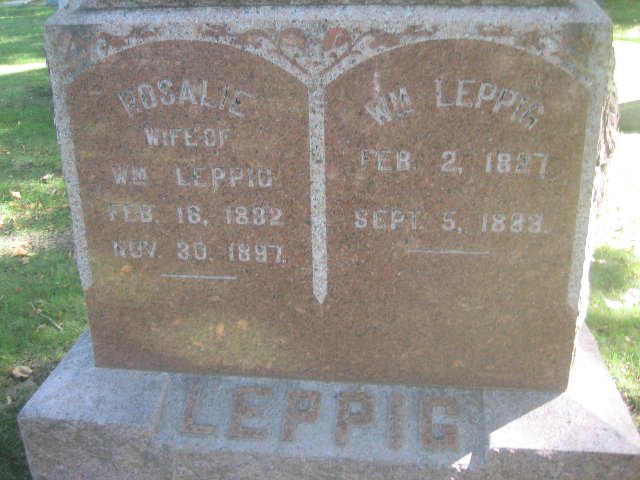 ROSALIE
WIFE OF
WM LEPPIG
FEB. 16, 1832
NOV. 30, 1897.
WM LEPPIG
FEB. 2, 1827
SEPT. 5, 1893.
LEPPIG